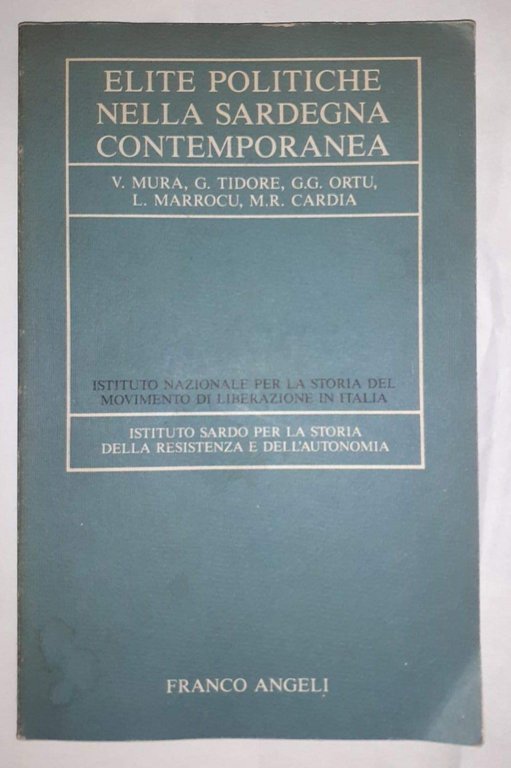 ELITE POLITICHE
NELLA SARDEGNA
CONTEMPORANEA
V. MURA, G. TIDORE, G.G. ORTU,
L. MARROCU, M.R. CARDIA
ISTITUTO NAZIONALE PER LA STORIA DEL
MOVIMENTO DI LIBERAZIONE IN ITALIA
ISTITUTO SARDO PER LA STORIA
DELLA RESISTENZA E DELL'AUTONOMIA
FRANCO ANGELI